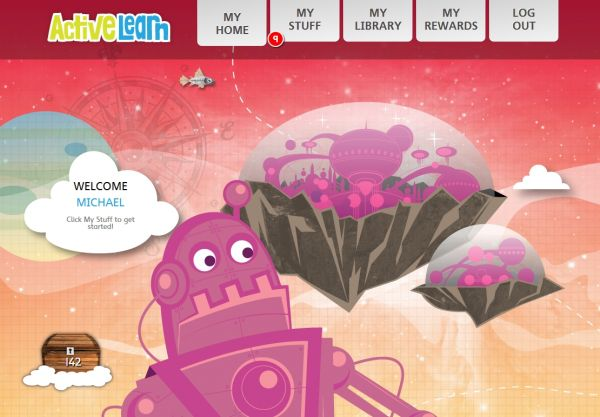 ActiveLearn
MY HOME
MY STUFF
9
MY LIBRARY
MY REWARDS
LOG OUT
WELCOME
MICHAEL
Click My Stuff to get
started!
142